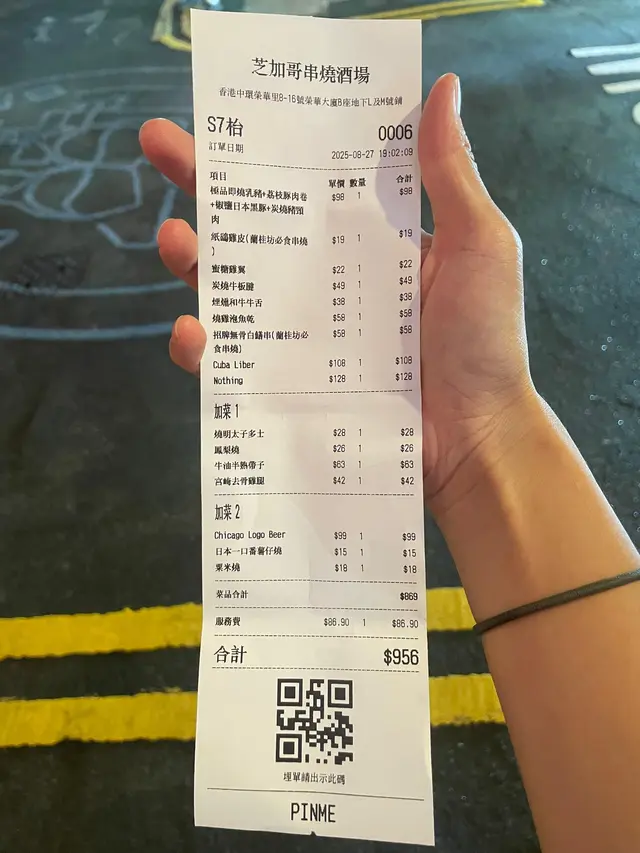 芝加哥串燒酒場
香港中環榮華里8-16號榮華大廈B座地下L及M號舖
S7枱 0006
訂單日期 2025-08-27 19:02:09
項目 單價 數量 合計
極品即燒乳豬+荔枝豚肉卷 $98 1 $98
+椒鹽日本黑豚+炭燒豬頸
肉
紙鷂雞皮(蘭桂坊必食串燒 $19 1 $19
)
蜜糖雞翼 $22 1 $22
炭燒牛板腱 $49 1 $49
煙燻和牛牛舌 $38 1 $38
燒雞泡魚乾 $58 1 $58
招牌無骨白鱔串(蘭桂坊必 $58 1 $58
食串燒)
Cuba Liber $108 1 $108
Nothing $128 1 $128
加菜 1
燒明太子多士 $28 1 $28
鳳梨燒 $26 1 $26
牛油半熟帶子 $63 1 $63
宮崎去骨雞腿 $42 1 $42
加菜 2
Chicago Logo Beer $99 1 $99
日本一口番薯仔燒 $15 1 $15
粟米燒 $18 1 $18
菜品合計 $869
服務費 $86.90 1 $86.90
合計 $956
埋單請出示此碼
PINME